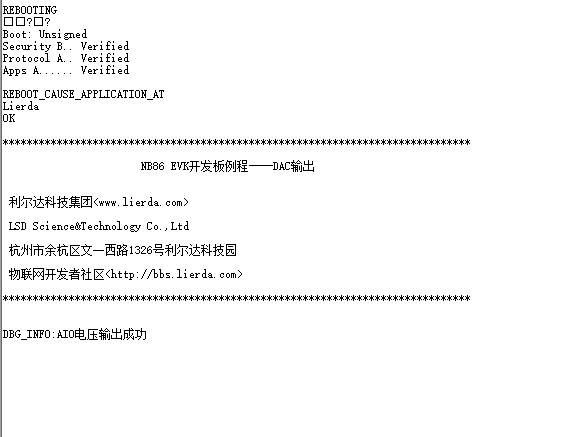 REBOOTING
□□?□?
Boot: Unsigned
Security B.. Verified
Protocol A.. Verified
Apps A...... Verified
REBOOT_CAUSE_APPLICATION_AT
Lierda
OK
******************************************************************************
NB86 EVK开发板例程——DAC输出
利尔达科技集团<www.lierda.com>
LSD Science&Technology Co.,Ltd
杭州市余杭区文一西路1326号利尔达科技园
物联网开发者社区<http://bbs.lierda.com>
******************************************************************************
DBG_INFO:AIO电压输出成功